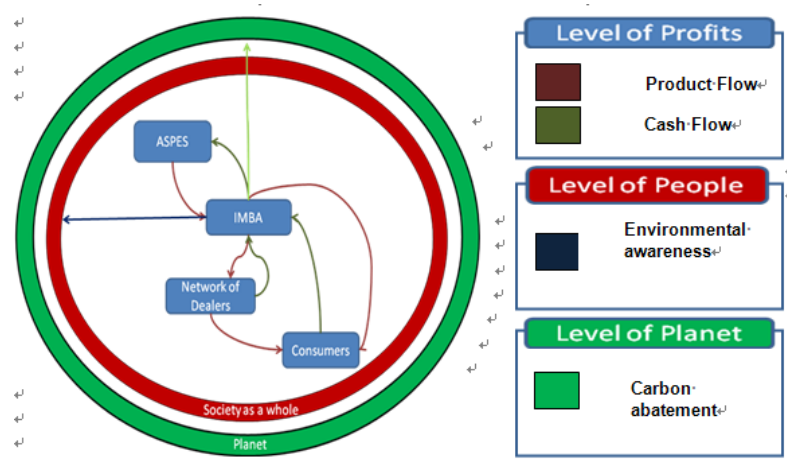 ASPES
IMBA
Network of
Dealers
Consumers
Society as a whole
Planet
Level of Profits
Product Flow
Cash Flow
Level of People
Environmental
awareness
Level of Planet
Carbon
abatement